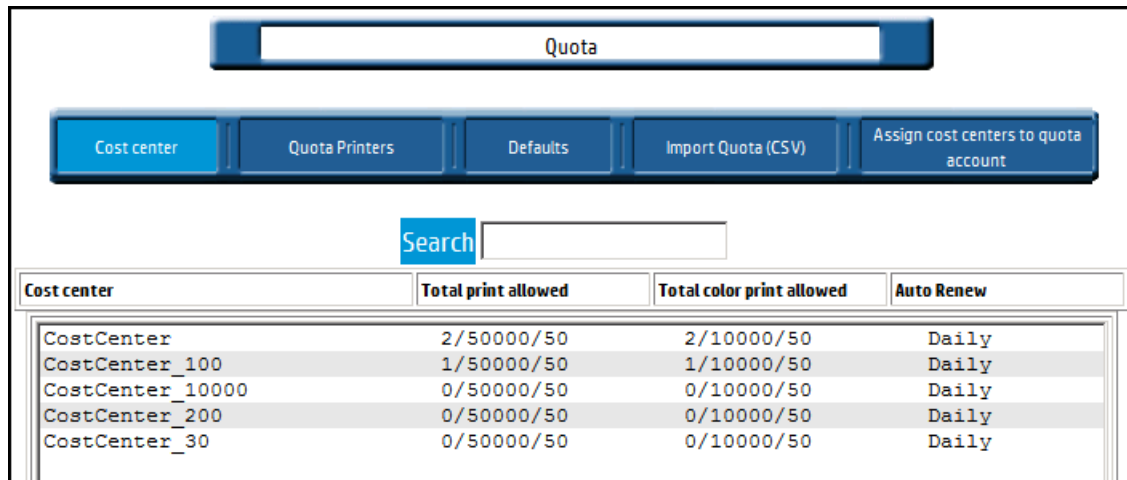 Quota
Cost center Quota Printers Defaults Import Quota (CSV) Assign cost centers to quota account
Search
Cost center Total print allowed Total color print allowed Auto Renew
CostCenter 2/50000/50 2/10000/50 Daily
CostCenter_100 1/50000/50 1/10000/50 Daily
CostCenter_10000 0/50000/50 0/10000/50 Daily
CostCenter_200 0/50000/50 0/10000/50 Daily
CostCenter_30 0/50000/50 0/10000/50 Daily